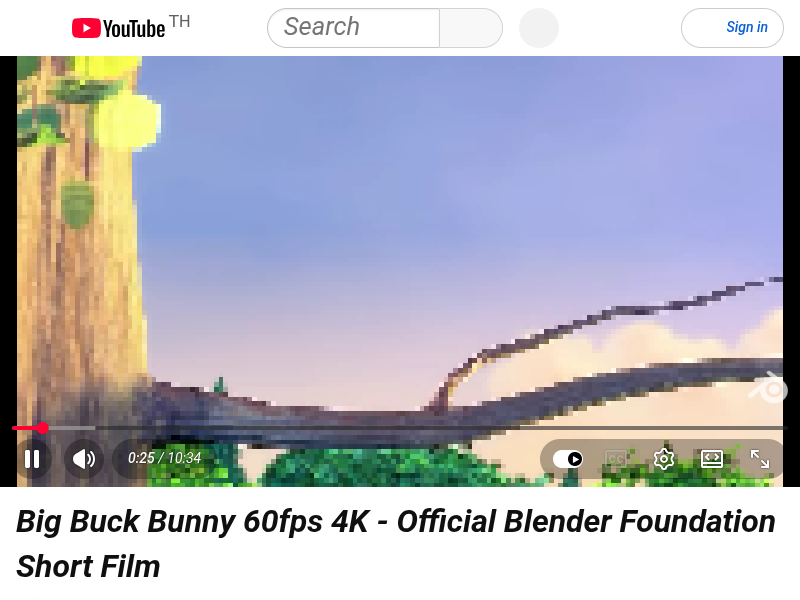 YouTube TH
Search
Sign in
0:25 / 10:34
CC
Big Buck Bunny 60fps 4K - Official Blender Foundation
Short Film